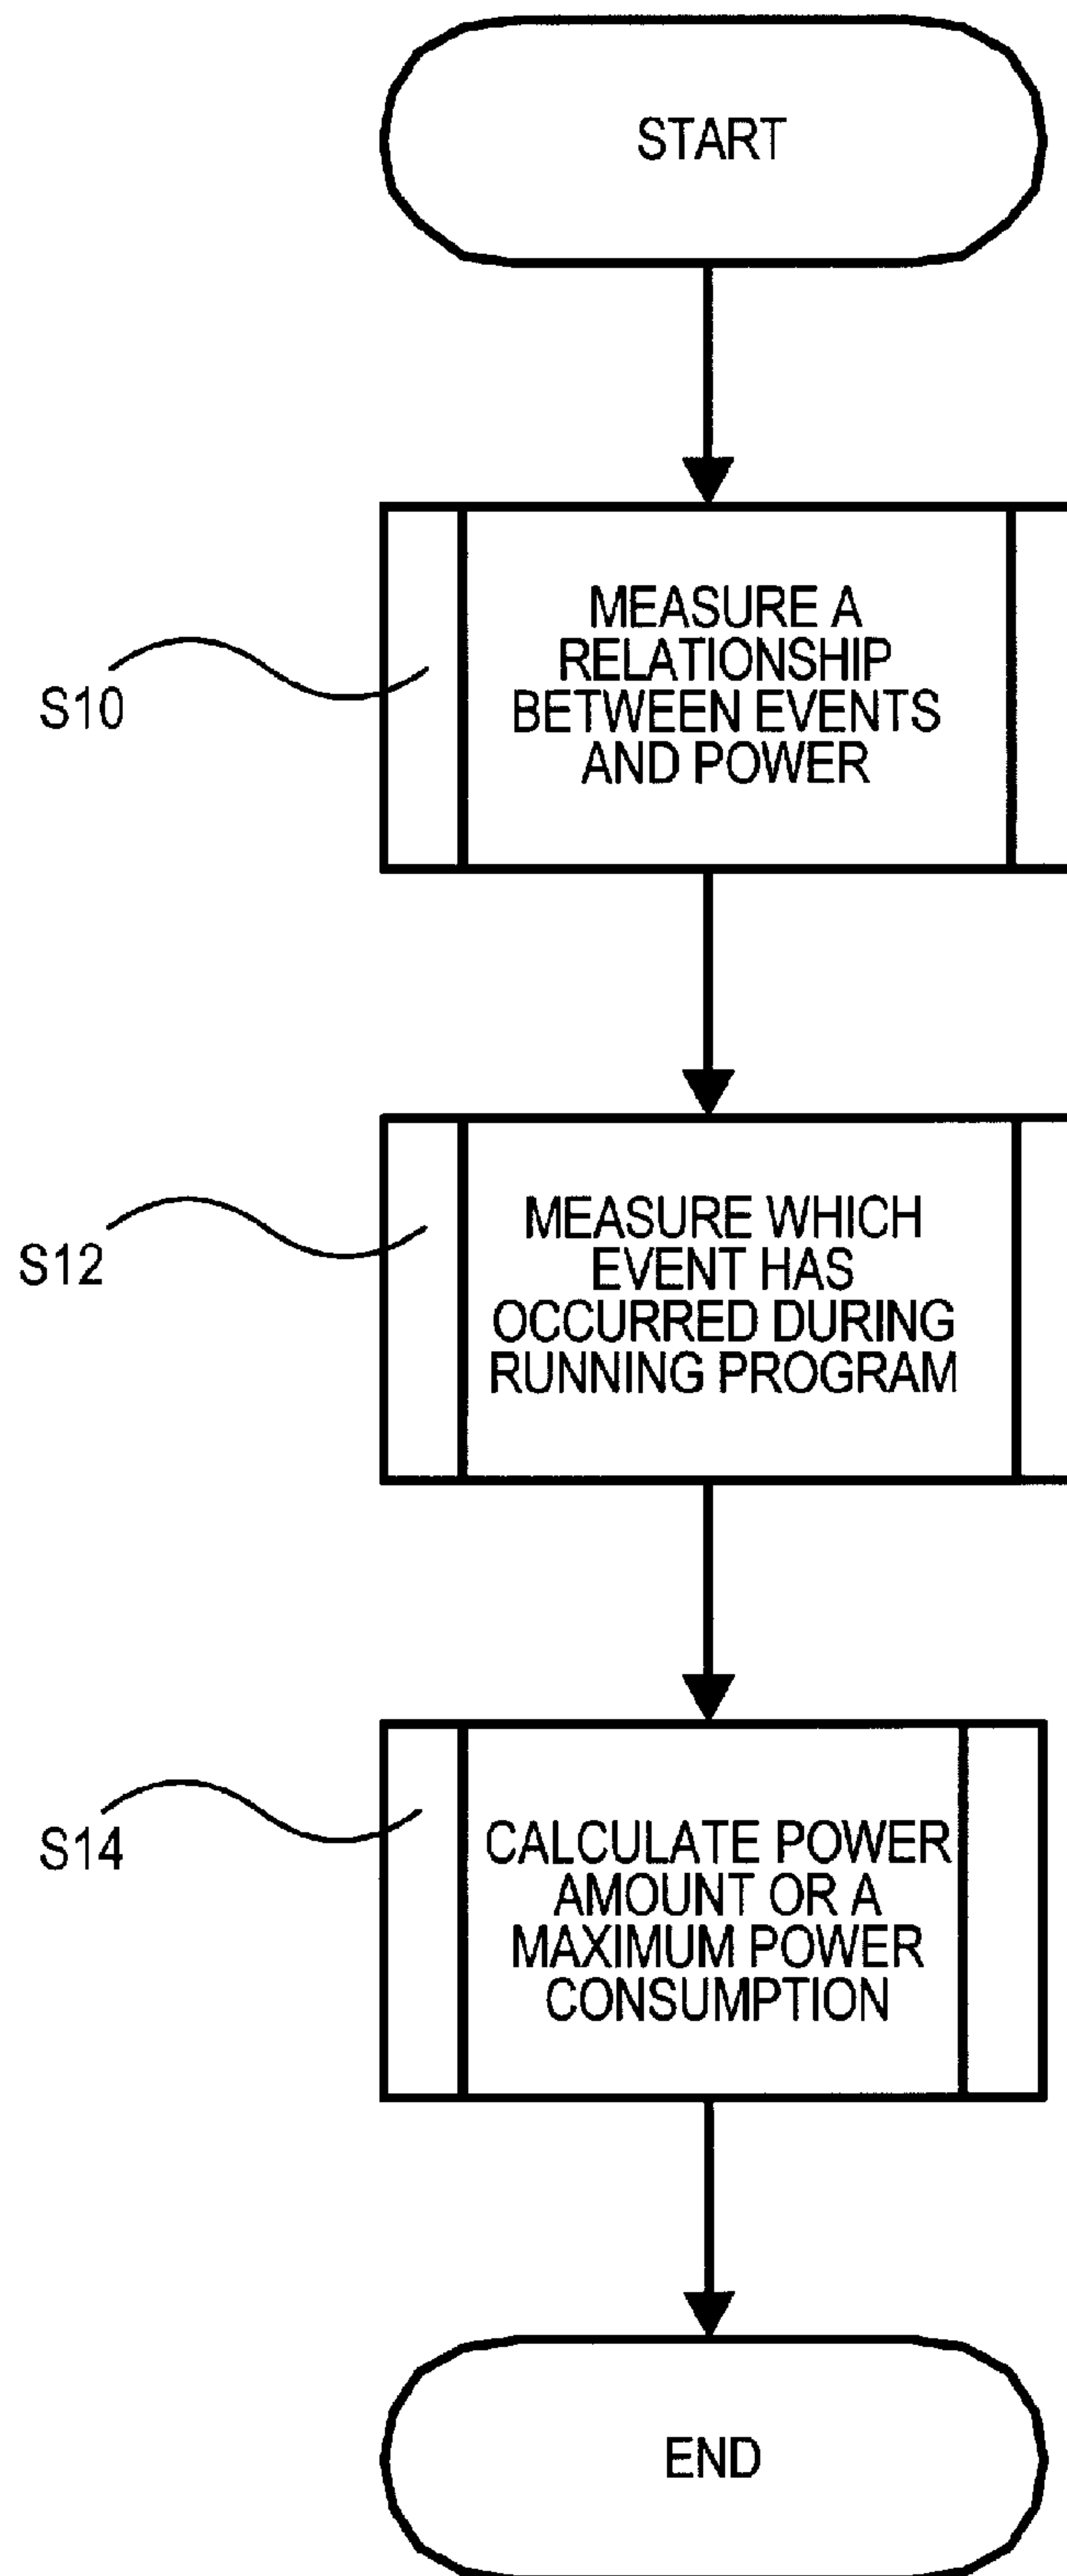 START
MEASURE A
RELATIONSHIP
BETWEEN EVENTS
AND POWER
S10
MEASURE WHICH
EVENT HAS
OCCURRED DURING
RUNNING PROGRAM
S12
CALCULATE POWER
AMOUNT OR A
MAXIMUM POWER
CONSUMPTION
S14
END